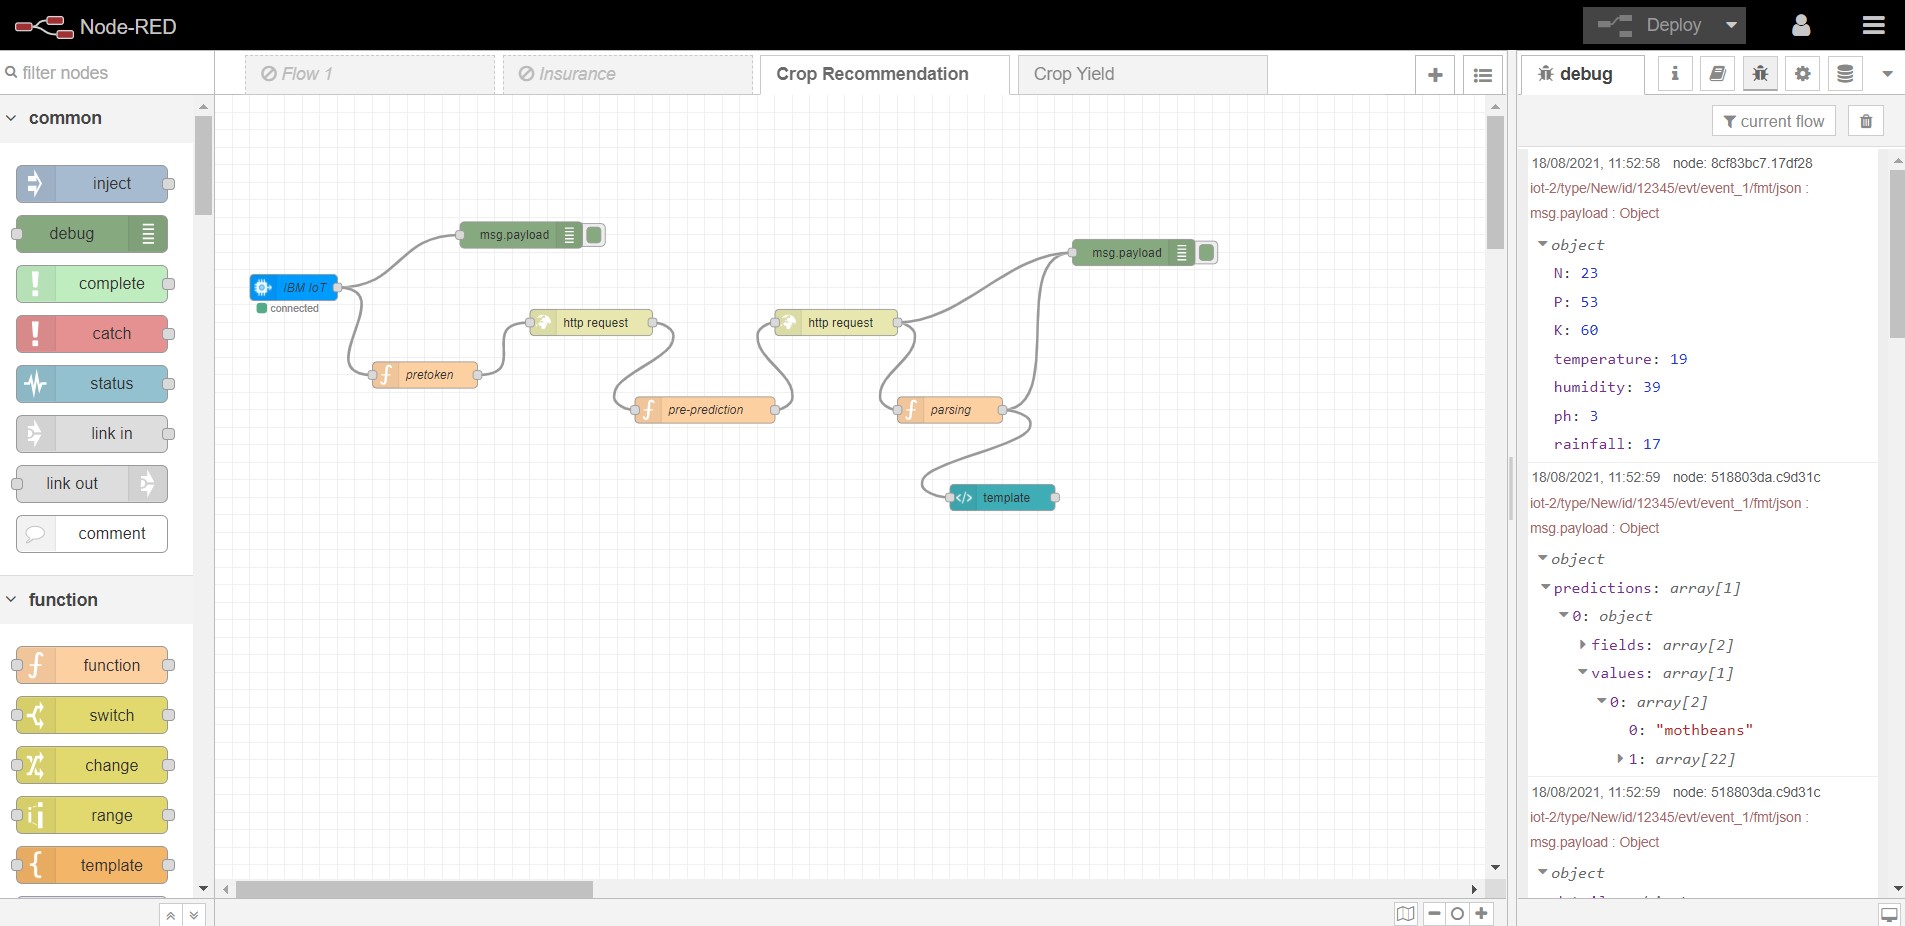 Node-RED
Deploy
filter nodes
Flow 1
Insurance
Crop Recommendation
Crop Yield
debug
i
current flow
common
inject
debug
complete
catch
status
link in
link out
comment
function
function
switch
change
range
template
msg.payload
IBM IoT
connected
pretoken
http request
pre-prediction
http request
parsing
msg.payload
</> template
18/08/2021, 11:52:58 node: 8cf83bc7.17df28
iot-2/type/New/id/12345/evt/event_1/fmt/json :
msg.payload : Object
object
N: 23
P: 53
K: 60
temperature: 19
humidity: 39
ph: 3
rainfall: 17
18/08/2021, 11:52:59 node: 518803da.c9d31c
iot-2/type/New/id/12345/evt/event_1/fmt/json :
msg.payload : Object
object
predictions: array[1]
0: object
fields: array[2]
values: array[1]
0: array[2]
0: "mothbeans"
1: array[22]
18/08/2021, 11:52:59 node: 518803da.c9d31c
iot-2/type/New/id/12345/evt/event_1/fmt/json :
msg.payload : Object
object